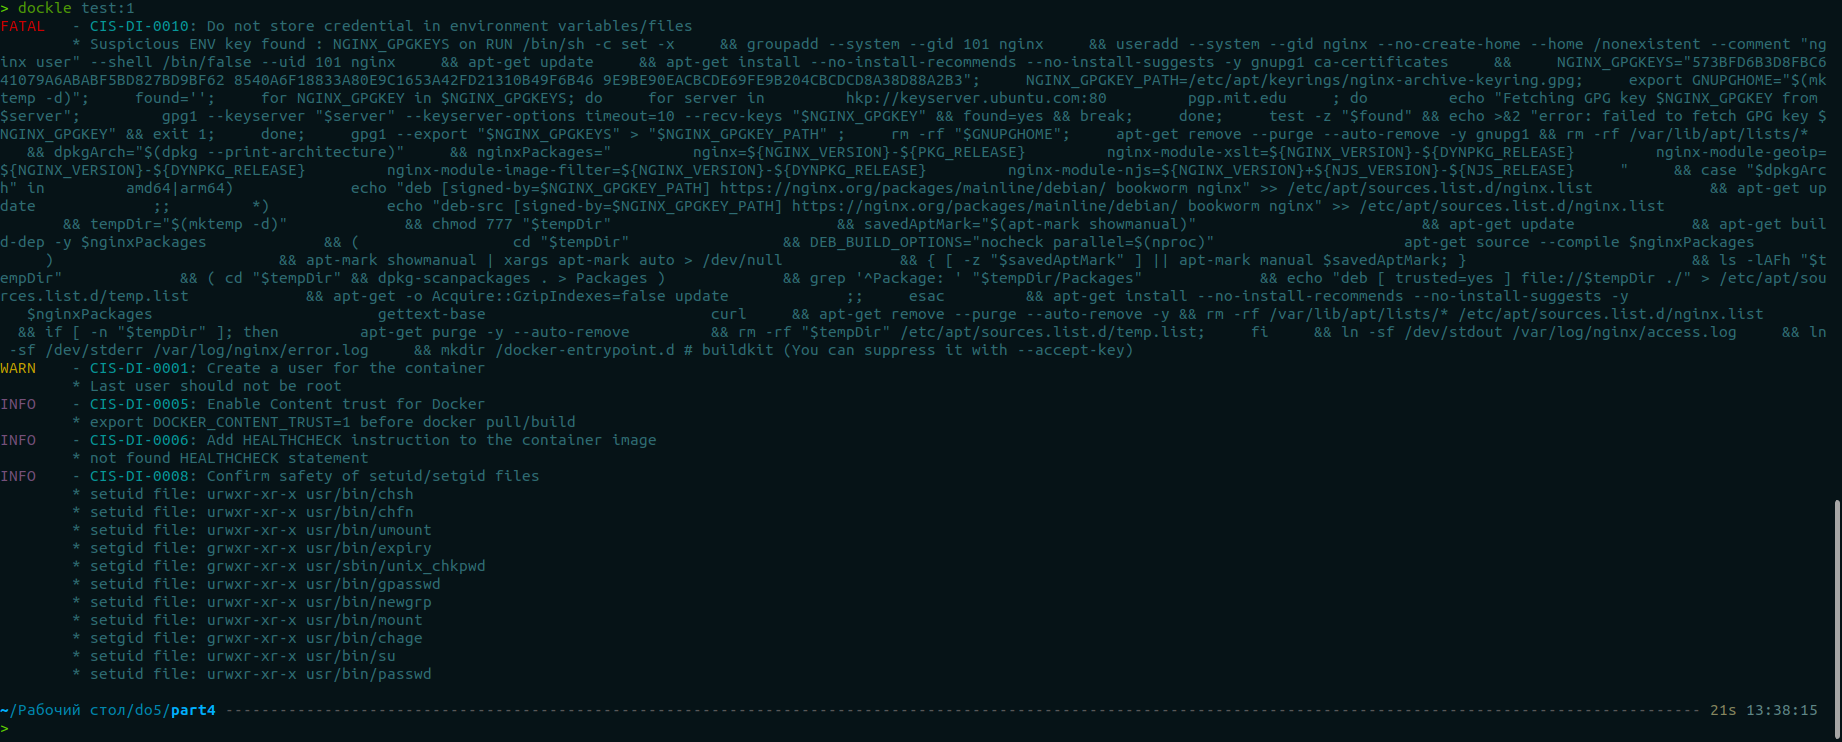 > dockle test:1
FATAL   - CIS-DI-0010: Do not store credential in environment variables/files
        * Suspicious ENV key found : NGINX_GPGKEYS on RUN /bin/sh -c set -x     && groupadd --system --gid 101 nginx     && useradd --system --gid nginx --no-create-home --home /nonexistent --comment "ng
inx user" --shell /bin/false --uid 101 nginx     && apt-get update     && apt-get install --no-install-recommends --no-install-suggests -y gnupg1 ca-certificates     &&     NGINX_GPGKEYS="573BFD6B3D8FBC6
41079A6ABABF5BD827BD9BF62 8540A6F18833A80E9C1653A42FD21310B49F6B46 9E9BE90EACBCDE69FE9B204CBCDCD8A38D88A2B3";     NGINX_GPGKEY_PATH=/etc/apt/keyrings/nginx-archive-keyring.gpg;    export GNUPGHOME="$(mk
temp -d)";     found='';     for NGINX_GPGKEY in $NGINX_GPGKEYS; do     for server in         hkp://keyserver.ubuntu.com:80         pgp.mit.edu     ; do         echo "Fetching GPG key $NGINX_GPGKEY from
$server";         gpg1 --keyserver "$server" --keyserver-options timeout=10 --recv-keys "$NGINX_GPGKEY" && found=yes && break;     done;     test -z "$found" && echo >&2 "error: failed to fetch GPG key $
NGINX_GPGKEY" && exit 1;     done;     gpg1 --export "$NGINX_GPGKEYS" > "$NGINX_GPGKEY_PATH" ;     rm -rf "$GNUPGHOME";     apt-get remove --purge --auto-remove -y gnupg1 && rm -rf /var/lib/apt/lists/*
   && dpkgArch="$(dpkg --print-architecture)"     && nginxPackages="         nginx=${NGINX_VERSION}-${PKG_RELEASE}         nginx-module-xslt=${NGINX_VERSION}-${DYNPKG_RELEASE}         nginx-module-geoip=
${NGINX_VERSION}-${DYNPKG_RELEASE}         nginx-module-image-filter=${NGINX_VERSION}-${DYNPKG_RELEASE}         nginx-module-njs=${NGINX_VERSION}+${NJS_VERSION}-${NJS_RELEASE}     "     && case "$dpkgArc
h" in         amd64|arm64)             echo "deb [signed-by=$NGINX_GPGKEY_PATH] https://nginx.org/packages/mainline/debian/ bookworm nginx" >> /etc/apt/sources.list.d/nginx.list             && apt-get up
date             ;;         *)             echo "deb-src [signed-by=$NGINX_GPGKEY_PATH] https://nginx.org/packages/mainline/debian/ bookworm nginx" >> /etc/apt/sources.list.d/nginx.list
       && tempDir="$(mktemp -d)"             && chmod 777 "$tempDir"             && savedAptMark="$(apt-mark showmanual)"             && apt-get update             && apt-get buil
d-dep -y $nginxPackages             && (                 cd "$tempDir"                 && DEB_BUILD_OPTIONS="nocheck parallel=$(nproc)"                     apt-get source --compile $nginxPackages
     )                         && apt-mark showmanual | xargs apt-mark auto > /dev/null             && { [ -z "$savedAptMark" ] || apt-mark manual $savedAptMark; }                         && ls -lAFh "$t
empDir"             && ( cd "$tempDir" && dpkg-scanpackages . > Packages )             && grep '^Package: ' "$tempDir/Packages"             && echo "deb [ trusted=yes ] file://$tempDir ./" > /etc/apt/sou
rces.list.d/temp.list             && apt-get -o Acquire::GzipIndexes=false update             ;;     esac         && apt-get install --no-install-recommends --no-install-suggests -y
   $nginxPackages                         gettext-base                         curl     && apt-get remove --purge --auto-remove -y && rm -rf /var/lib/apt/lists/* /etc/apt/sources.list.d/nginx.list
  && if [ -n "$tempDir" ]; then         apt-get purge -y --auto-remove         && rm -rf "$tempDir" /etc/apt/sources.list.d/temp.list;     fi     && ln -sf /dev/stdout /var/log/nginx/access.log     && ln
 -sf /dev/stderr /var/log/nginx/error.log     && mkdir /docker-entrypoint.d # buildkit (You can suppress it with --accept-key)
WARN    - CIS-DI-0001: Create a user for the container
        * Last user should not be root
INFO    - CIS-DI-0005: Enable Content trust for Docker
        * export DOCKER_CONTENT_TRUST=1 before docker pull/build
INFO    - CIS-DI-0006: Add HEALTHCHECK instruction to the container image
        * not found HEALTHCHECK statement
INFO    - CIS-DI-0008: Confirm safety of setuid/setgid files
        * setuid file: urwxr-xr-x usr/bin/chsh
        * setuid file: urwxr-xr-x usr/bin/chfn
        * setuid file: urwxr-xr-x usr/bin/umount
        * setgid file: grwxr-xr-x usr/bin/expiry
        * setgid file: grwxr-xr-x usr/sbin/unix_chkpwd
        * setuid file: urwxr-xr-x usr/bin/gpasswd
        * setuid file: urwxr-xr-x usr/bin/newgrp
        * setuid file: urwxr-xr-x usr/bin/mount
        * setgid file: grwxr-xr-x usr/bin/chage
        * setuid file: urwxr-xr-x usr/bin/su
        * setuid file: urwxr-xr-x usr/bin/passwd
~/Рабочий стол/do5/part4 ---------------------------------------------------------------- 21s 13:38:15
>